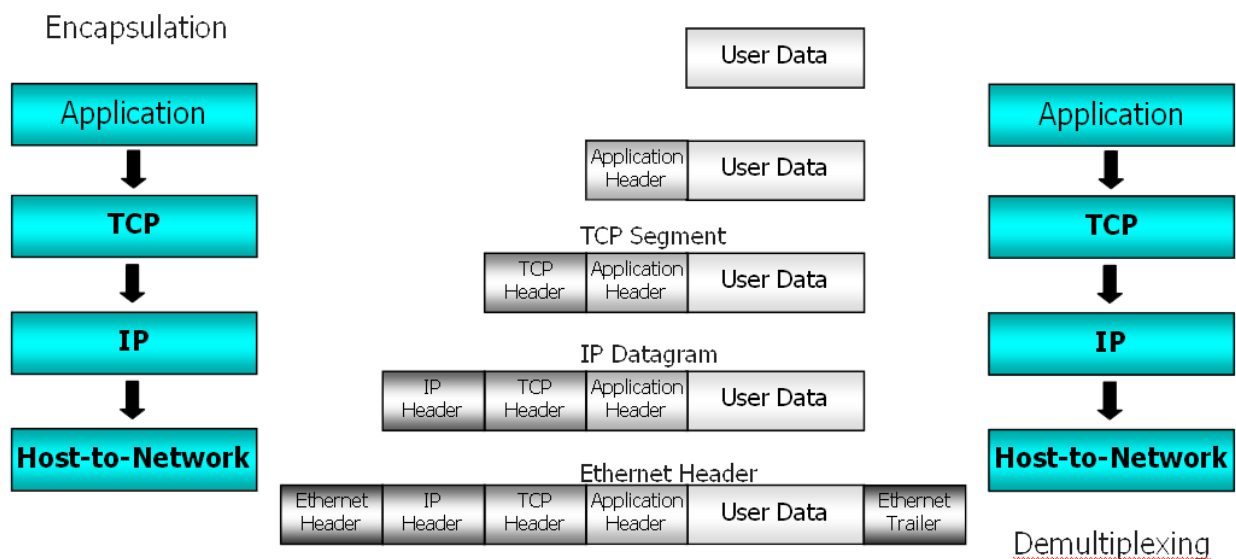 Encapsulation
Application
TCP
IP
Host-to-Network
User Data
Application
Header
User Data
TCP Segment
TCP
Header
Application
Header
User Data
IP Datagram
IP
Header
TCP
Header
Application
Header
User Data
Ethernet Header
Ethernet
Header
IP
Header
TCP
Header
Application
Header
User Data
Ethernet
Trailer
Application
TCP
IP
Host-to-Network
Demultiplexing